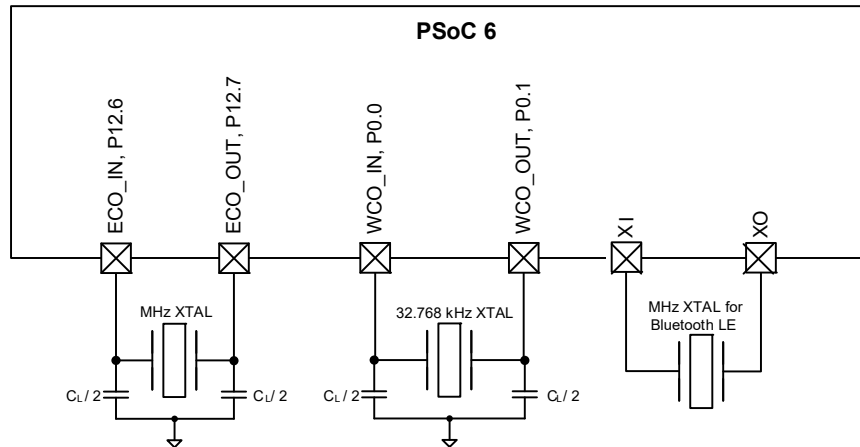 PSoC 6
ECO_IN, P12.6
ECO_OUT, P12.7
WCO_IN, P0.0
WCO_OUT, P0.1
XI
XO
MHz XTAL
32.768 kHz XTAL
MHz XTAL for
Bluetooth LE
CL/ 2
CL/ 2
CL/ 2
CL/ 2